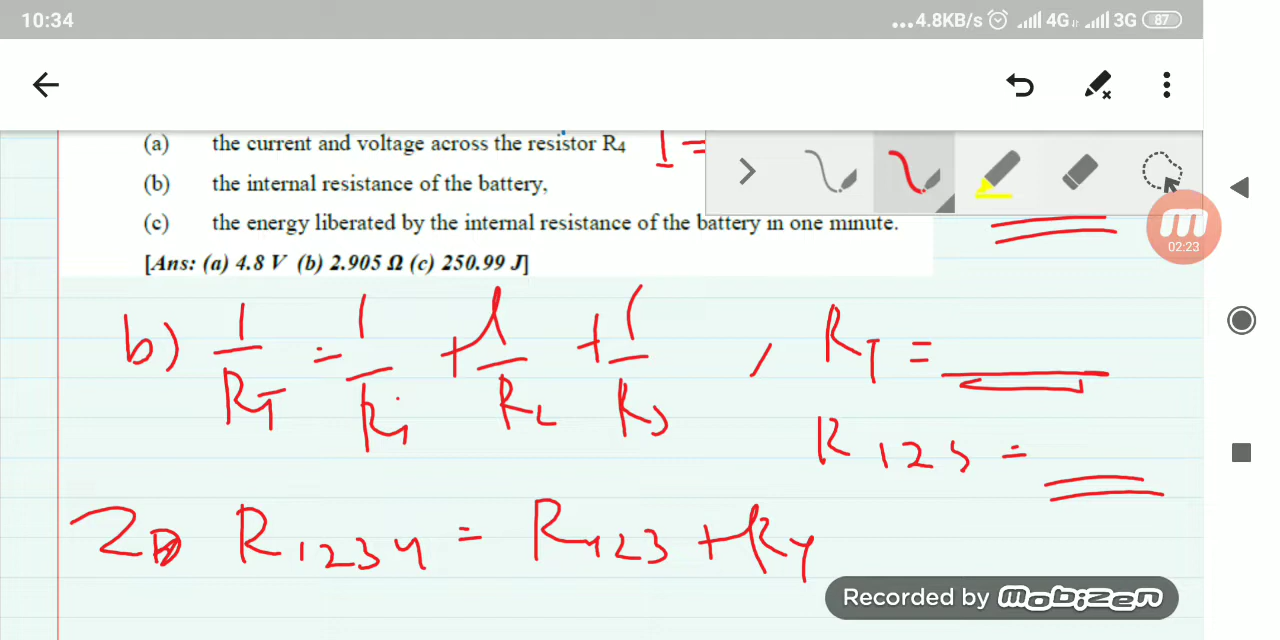 10:34
...4.8KB/s 4G 3G 87
(a) the current and voltage across the resistor R4 I =
(b) the internal resistance of the battery,
(c) the energy liberated by the internal resistance of the battery in one minute.
[Ans: (a) 4.8 V (b) 2.905 Ω (c) 250.99 J]
02:23
b) 1/RT = 1/R1 + 1/R2 + 1/R3 , RT =
R123 =
R1234 = R123 + R4
Recorded by mobizen